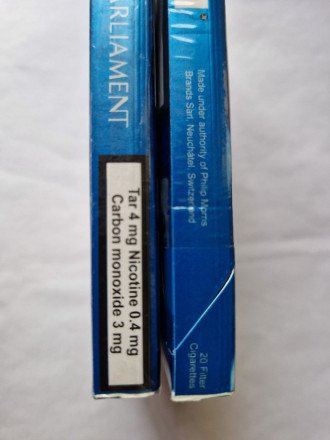 ARLIAMENT
Tar 4 mg Nicotine 0.4 mg
Carbon monoxide 3 mg
Made under authority of Philip Morris
Brands Sàrl, Neuchâtel, Switzerland
20 Filter
Cigarettes